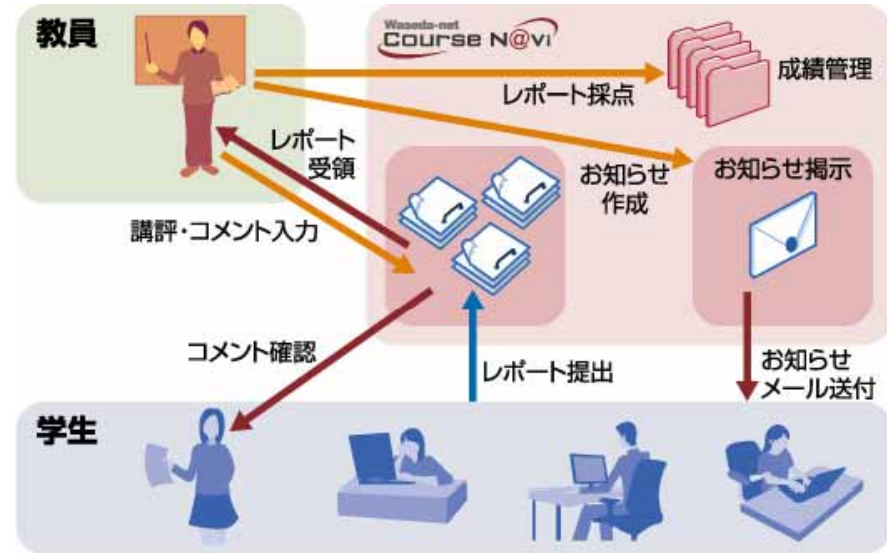 教員
Waseda-net
Course N@vi
成績管理
レポート採点
レポート
受領
お知らせ
作成
お知らせ掲示
講評・コメント入力
コメント確認
レポート提出
お知らせ
メール送付
学生